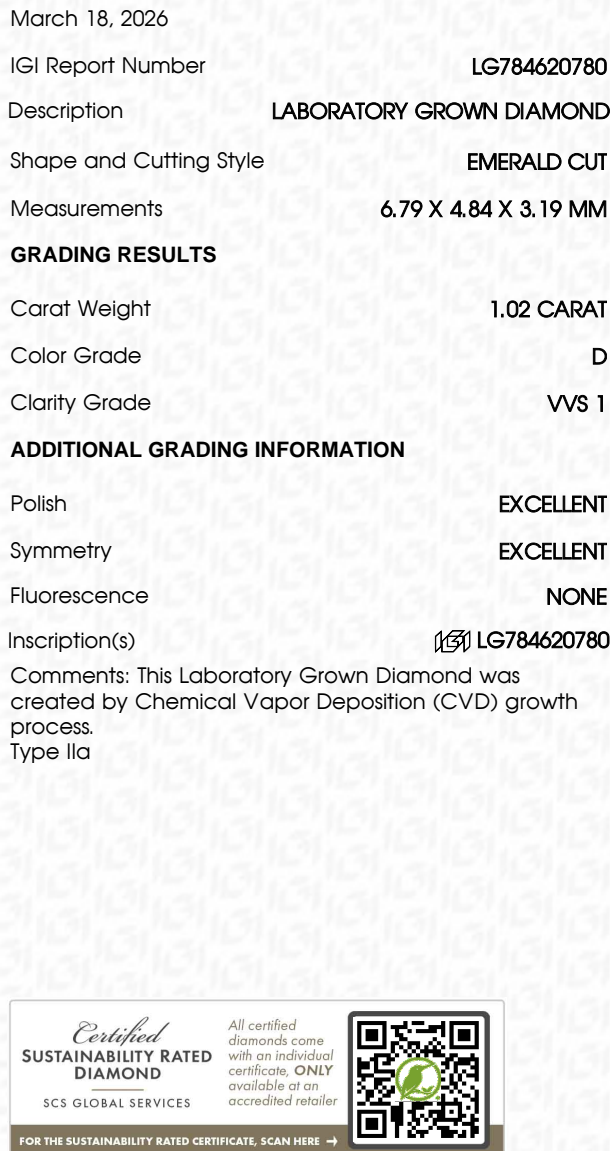 March 18, 2026
IGI Report Number LG784620780
Description LABORATORY GROWN DIAMOND
Shape and Cutting Style EMERALD CUT
Measurements 6.79 X 4.84 X 3.19 MM
GRADING RESULTS
Carat Weight 1.02 CARAT
Color Grade D
Clarity Grade VVS 1
ADDITIONAL GRADING INFORMATION
Polish EXCELLENT
Symmetry EXCELLENT
Fluorescence NONE
Inscription(s) IGI LG784620780
Comments: This Laboratory Grown Diamond was
created by Chemical Vapor Deposition (CVD) growth
process.
Type IIa
Certified
SUSTAINABILITY RATED
DIAMOND
SCS GLOBAL SERVICES
All certified
diamonds come
with an individual
certificate, ONLY
available at an
accredited retailer
FOR THE SUSTAINABILITY RATED CERTIFICATE, SCAN HERE →